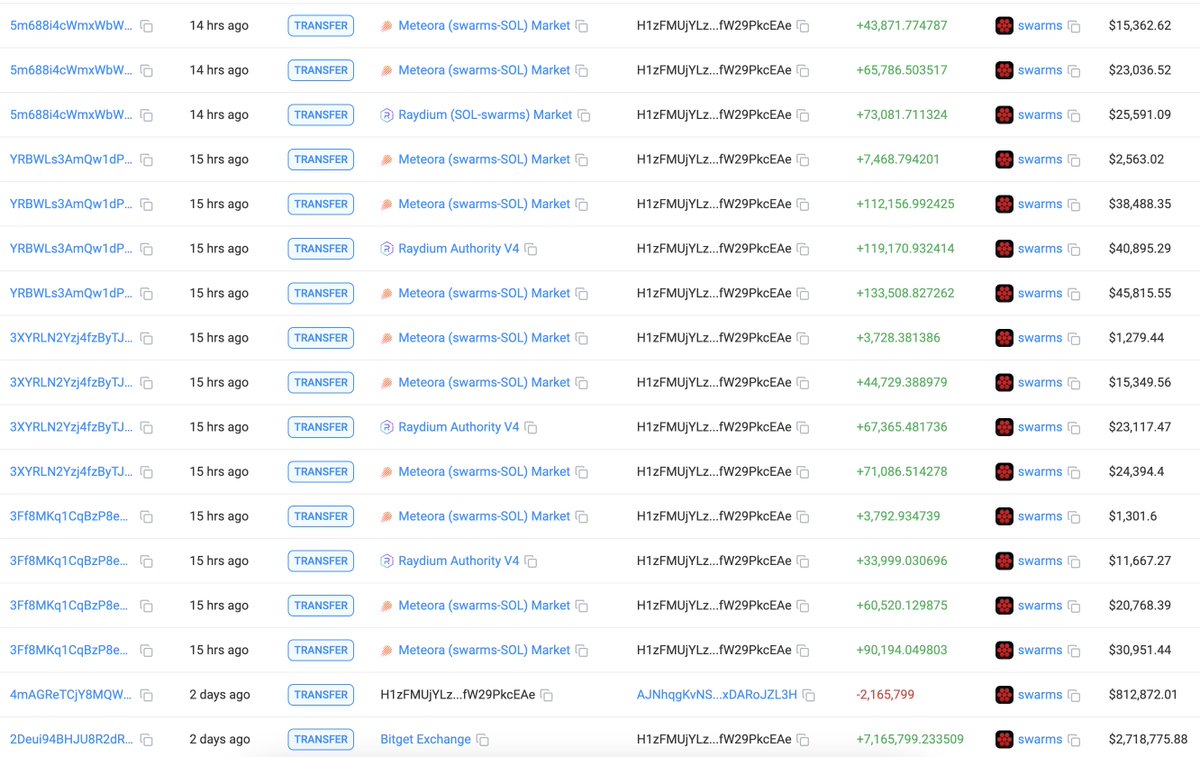 5m688i4cWmxWbW... 14 hrs ago TRANSFER Meteora (swarms-SOL) Market H1zFMUjYLz...fW29PkcEAe +43,871.774787 swarms $15,362.62
5m688i4cWmxWbW... 14 hrs ago TRANSFER Meteora (swarms-SOL) Market H1zFMUjYLz...fW29PkcEAe +65,786.503517 swarms $23,036.52
5m688i4cWmxWbW... 14 hrs ago TRANSFER Raydium (SOL-swarms) Market H1zFMUjYLz...fW29PkcEAe +73,081.711324 swarms $25,591.09
YRBWLs3AmQw1dP... 15 hrs ago TRANSFER Meteora (swarms-SOL) Market H1zFMUjYLz...fW29PkcEAe +7,468.794201 swarms $2,563.02
YRBWLs3AmQw1dP... 15 hrs ago TRANSFER Meteora (swarms-SOL) Market H1zFMUjYLz...fW29PkcEAe +112,156.992425 swarms $38,488.35
YRBWLs3AmQw1dP... 15 hrs ago TRANSFER Raydium Authority V4 H1zFMUjYLz...fW29PkcEAe +119,170.932414 swarms $40,895.29
YRBWLs3AmQw1dP... 15 hrs ago TRANSFER Meteora (swarms-SOL) Market H1zFMUjYLz...fW29PkcEAe +133,508.827262 swarms $45,815.55
3XYRLN2Yzj4fzByTJ... 15 hrs ago TRANSFER Meteora (swarms-SOL) Market H1zFMUjYLz...fW29PkcEAe +3,728.381386 swarms $1,279.44
3XYRLN2Yzj4fzByTJ... 15 hrs ago TRANSFER Meteora (swarms-SOL) Market H1zFMUjYLz...fW29PkcEAe +44,729.388979 swarms $15,349.56
3XYRLN2Yzj4fzByTJ... 15 hrs ago TRANSFER Raydium Authority V4 H1zFMUjYLz...fW29PkcEAe +67,365.481736 swarms $23,117.47
3XYRLN2Yzj4fzByTJ... 15 hrs ago TRANSFER Meteora (swarms-SOL) Market H1zFMUjYLz...fW29PkcEAe +71,086.514278 swarms $24,394.4
3Ff8MKq1CqBzP8e... 15 hrs ago TRANSFER Meteora (swarms-SOL) Market H1zFMUjYLz...fW29PkcEAe +3,792.934739 swarms $1,301.6
3Ff8MKq1CqBzP8e... 15 hrs ago TRANSFER Raydium Authority V4 H1zFMUjYLz...fW29PkcEAe +33,999.030696 swarms $11,667.27
3Ff8MKq1CqBzP8e... 15 hrs ago TRANSFER Meteora (swarms-SOL) Market H1zFMUjYLz...fW29PkcEAe +60,520.129875 swarms $20,768.39
3Ff8MKq1CqBzP8e... 15 hrs ago TRANSFER Meteora (swarms-SOL) Market H1zFMUjYLz...fW29PkcEAe +90,194.049803 swarms $30,951.44
4mAGReTCjY8MQW... 2 days ago TRANSFER H1zFMUjYLz...fW29PkcEAe AJNhqgKvNS...xDARoJZL3H -2,165,799 swarms $812,872.01
2Deui94BHJU8R2dR... 2 days ago TRANSFER Bitget Exchange H1zFMUjYLz...fW29PkcEAe +7,165,799.233509 swarms $2,718,775.88